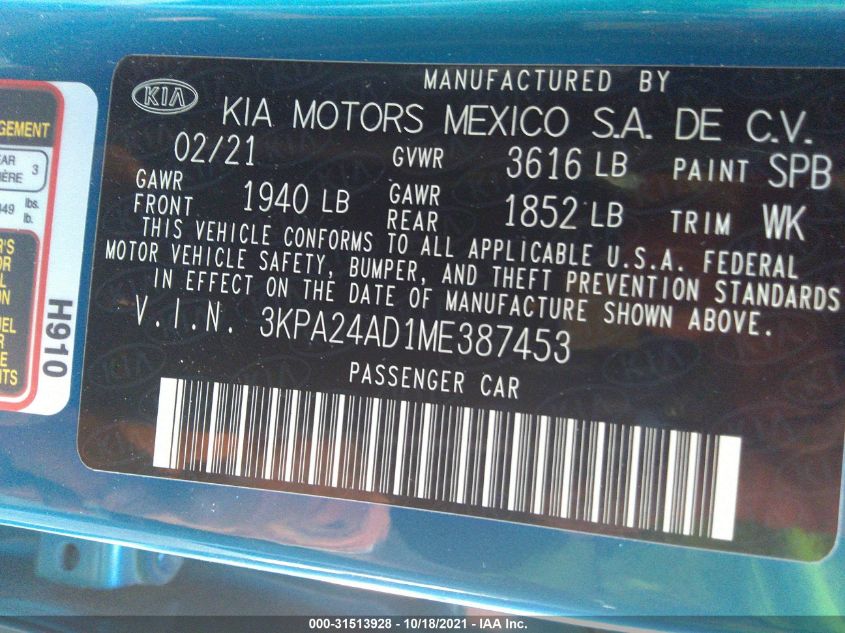 MANUFACTURED BY
KIA
KIA MOTORS MEXICO S.A. DE C.V.
02/21 GVWR 3616 LB PAINT SPB
GAWR FRONT 1940 LB GAWR REAR 1852 LB TRIM WK
THIS VEHICLE CONFORMS TO ALL APPLICABLE U.S.A. FEDERAL
MOTOR VEHICLE SAFETY, BUMPER, AND THEFT PREVENTION STANDARDS
IN EFFECT ON THE DATE OF MANUFACTURE SHOWN ABOVE.
V.I.N. 3KPA24AD1ME387453
PASSENGER CAR
H910
3
lbs.
lb.
000-31513928 - 10/18/2021 - IAA Inc.